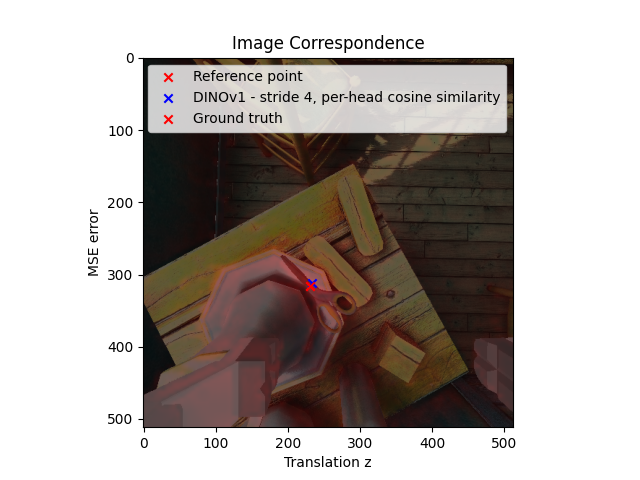 Image Correspondence
Reference point
DINOv1 - stride 4, per-head cosine similarity
Ground truth
MSE error
0
100
200
300
400
500
0 100 200 300 400 500
Translation z